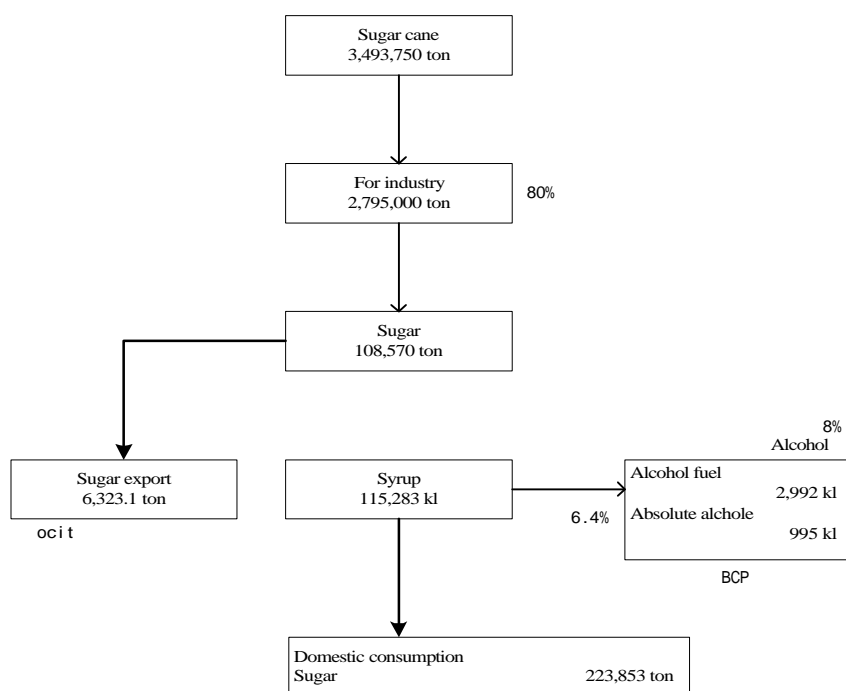 Sugar cane
3,493,750 ton
For industry
2,795,000 ton
80%
Sugar
108,570 ton
8%
Alcohol
Sugar export
6,323.1 ton
ocit
Syrup
115,283 kl
6.4%
Alcohol fuel
2,992 kl
Absolute alchole
995 kl
BCP
Domestic consumption
Sugar 223,853 ton